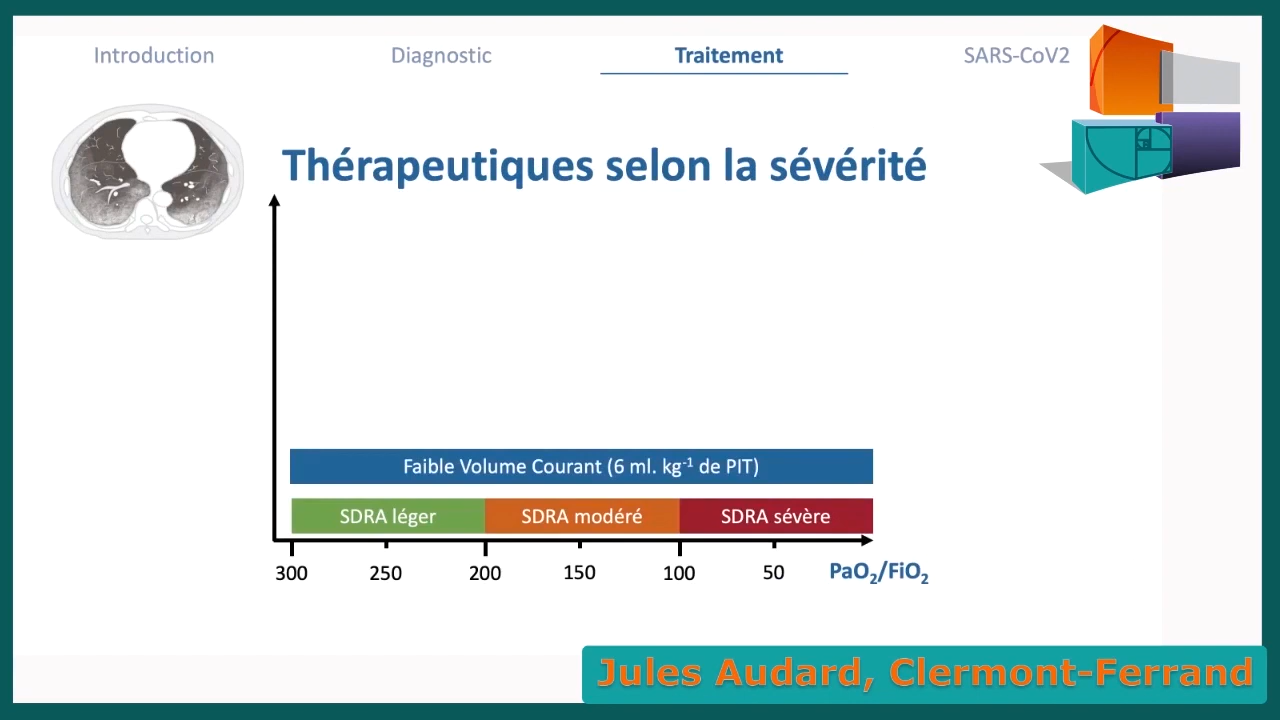 Introduction
Diagnostic
Traitement
SARS-CoV2
Thérapeutiques selon la sévérité
Faible Volume Courant (6 ml. kg⁻¹ de PIT)
SDRA léger
SDRA modéré
SDRA sévère
300
250
200
150
100
50
PaO₂/FiO₂
Jules Audard, Clermont-Ferrand